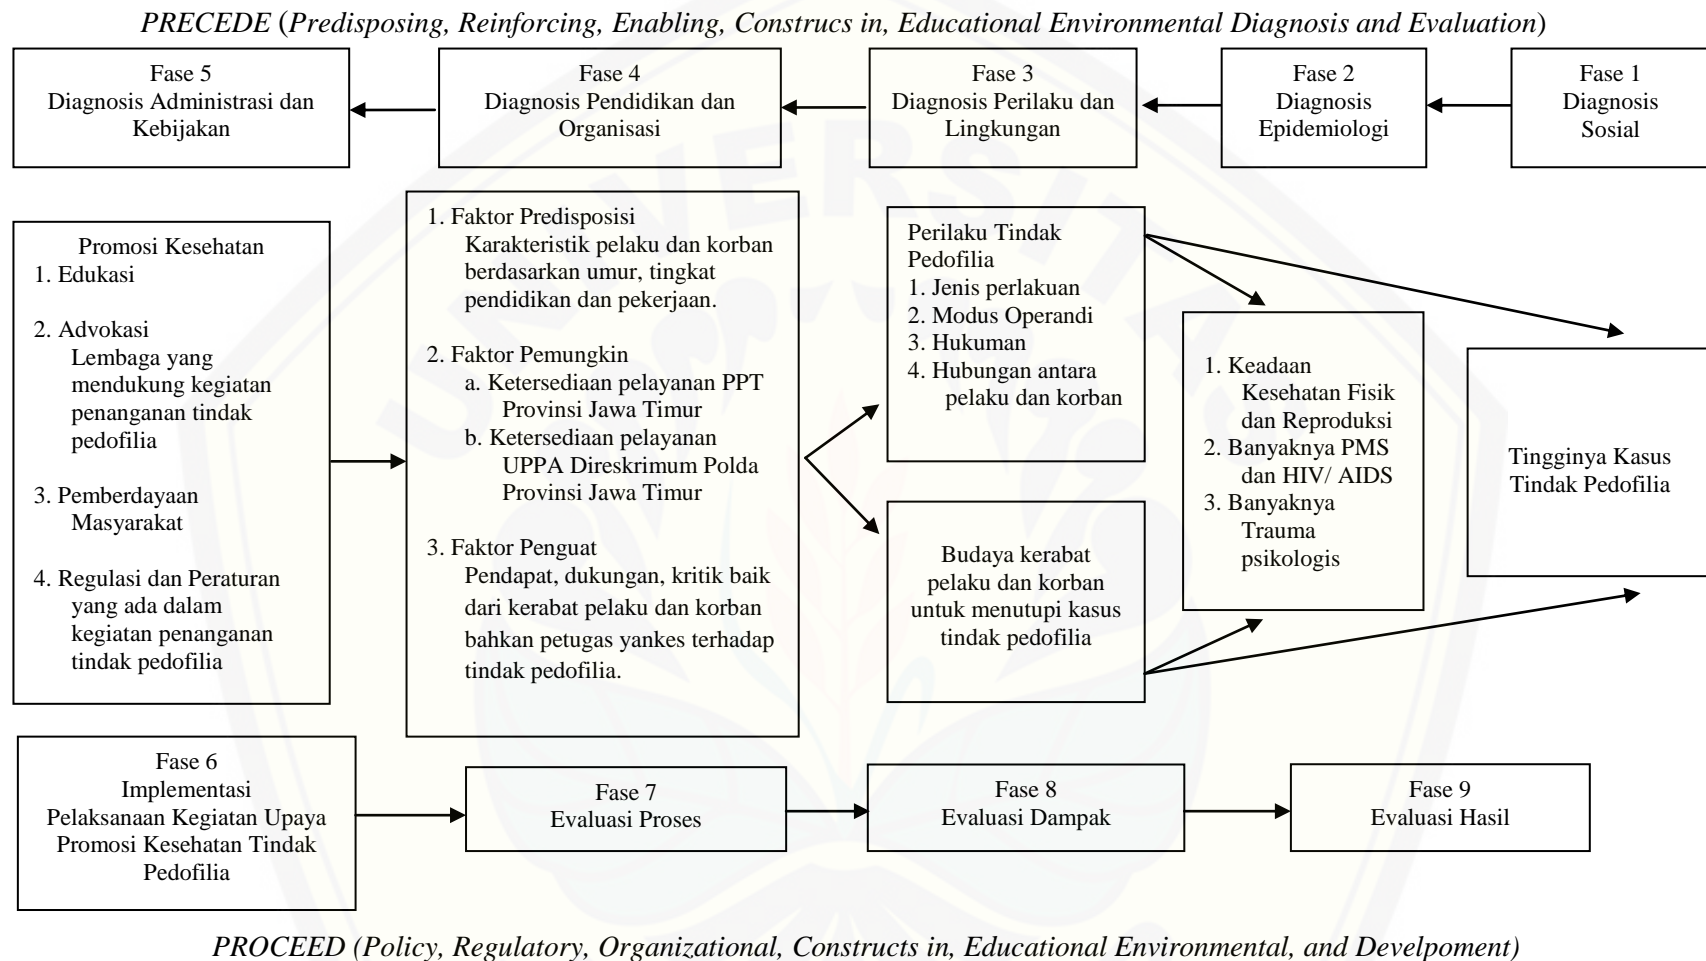 PRECEDE (Predisposing, Reinforcing, Enabling, Construcs in, Educational Environmental Diagnosis and Evaluation)
Fase 5
Diagnosis Administrasi dan
Kebijakan
Fase 4
Diagnosis Pendidikan dan
Organisasi
Fase 3
Diagnosis Perilaku dan
Lingkungan
Fase 2
Diagnosis
Epidemiologi
Fase 1
Diagnosis
Sosial
Promosi Kesehatan
1. Edukasi
2. Advokasi
Lembaga yang
mendukung kegiatan
penanganan tindak
pedofilia
3. Pemberdayaan
Masyarakat
4. Regulasi dan Peraturan
yang ada dalam
kegiatan penanganan
tindak pedofilia
1. Faktor Predisposisi
Karakteristik pelaku dan korban
berdasarkan umur, tingkat
pendidikan dan pekerjaan.
2. Faktor Pemungkin
a. Ketersediaan pelayanan PPT
Provinsi Jawa Timur
b. Ketersediaan pelayanan
UPPA Direskrimum Polda
Provinsi Jawa Timur
3. Faktor Penguat
Pendapat, dukungan, kritik baik
dari kerabat pelaku dan korban
bahkan petugas yankes terhadap
tindak pedofilia.
Perilaku Tindak
Pedofilia
1. Jenis perlakuan
2. Modus Operandi
3. Hukuman
4. Hubungan antara
pelaku dan korban
Budaya kerabat
pelaku dan korban
untuk menutupi kasus
tindak pedofilia
1. Keadaan
Kesehatan Fisik
dan Reproduksi
2. Banyaknya PMS
dan HIV/ AIDS
3. Banyaknya
Trauma
psikologis
Tingginya Kasus
Tindak Pedofilia
Fase 6
Implementasi
Pelaksanaan Kegiatan Upaya
Promosi Kesehatan Tindak
Pedofilia
Fase 7
Evaluasi Proses
Fase 8
Evaluasi Dampak
Fase 9
Evaluasi Hasil
PROCEED (Policy, Regulatory, Organizational, Constructs in, Educational Environmental, and Develpoment)
UNIVERSITAS